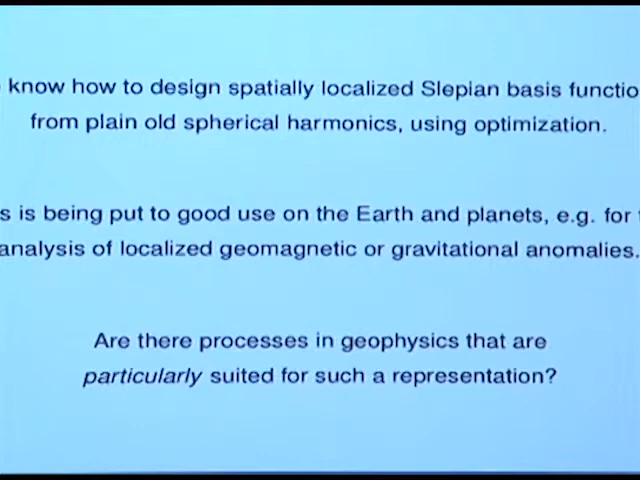 know how to design spatially localized Slepian basis functio
from plain old spherical harmonics, using optimization.
s is being put to good use on the Earth and planets, e.g. for
analysis of localized geomagnetic or gravitational anomalies.
Are there processes in geophysics that are
particularly suited for such a representation?